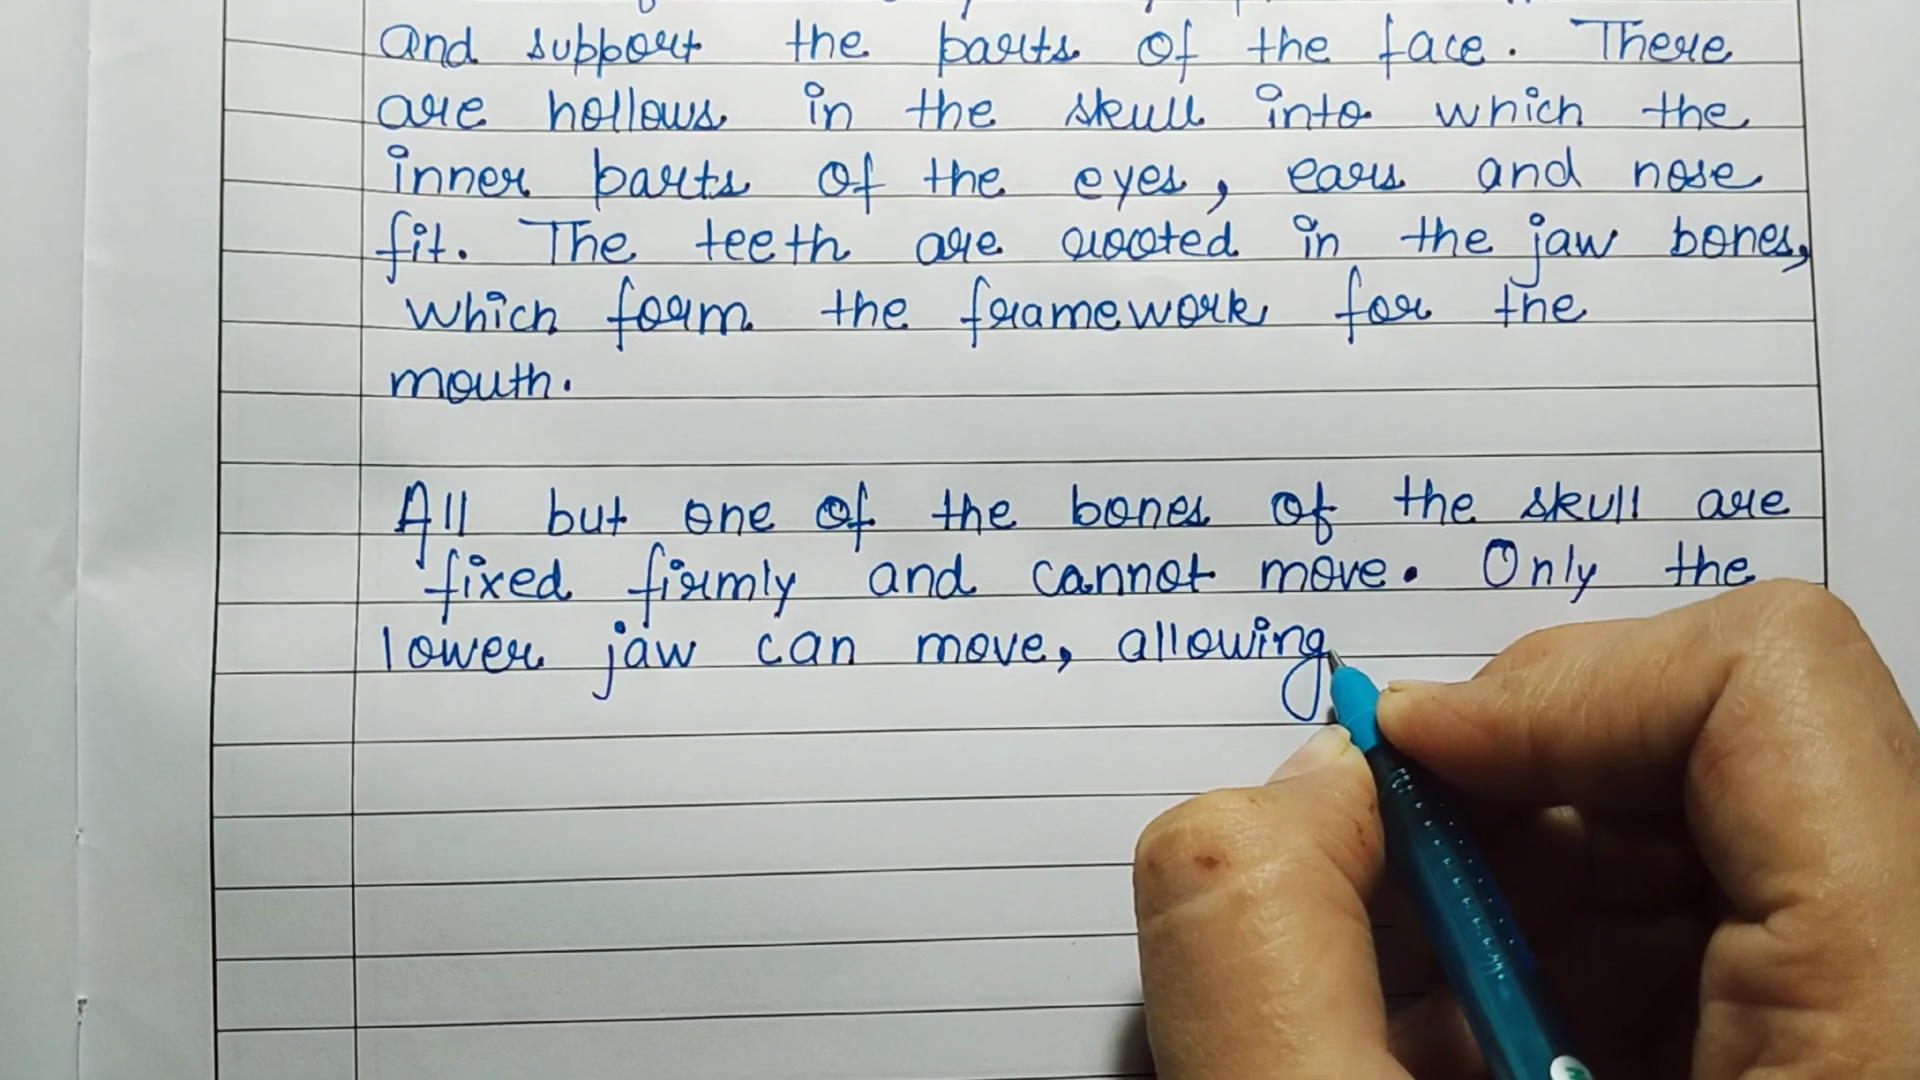 and support the parts of the face. There
are hollows in the skull into which the
inner parts of the eyes, ears and nose
fit. The teeth are rooted in the jaw bones,
which form the framework for the
mouth.
All but one of the bones of the skull are
fixed firmly and cannot move. Only the
lower jaw can move, allowing